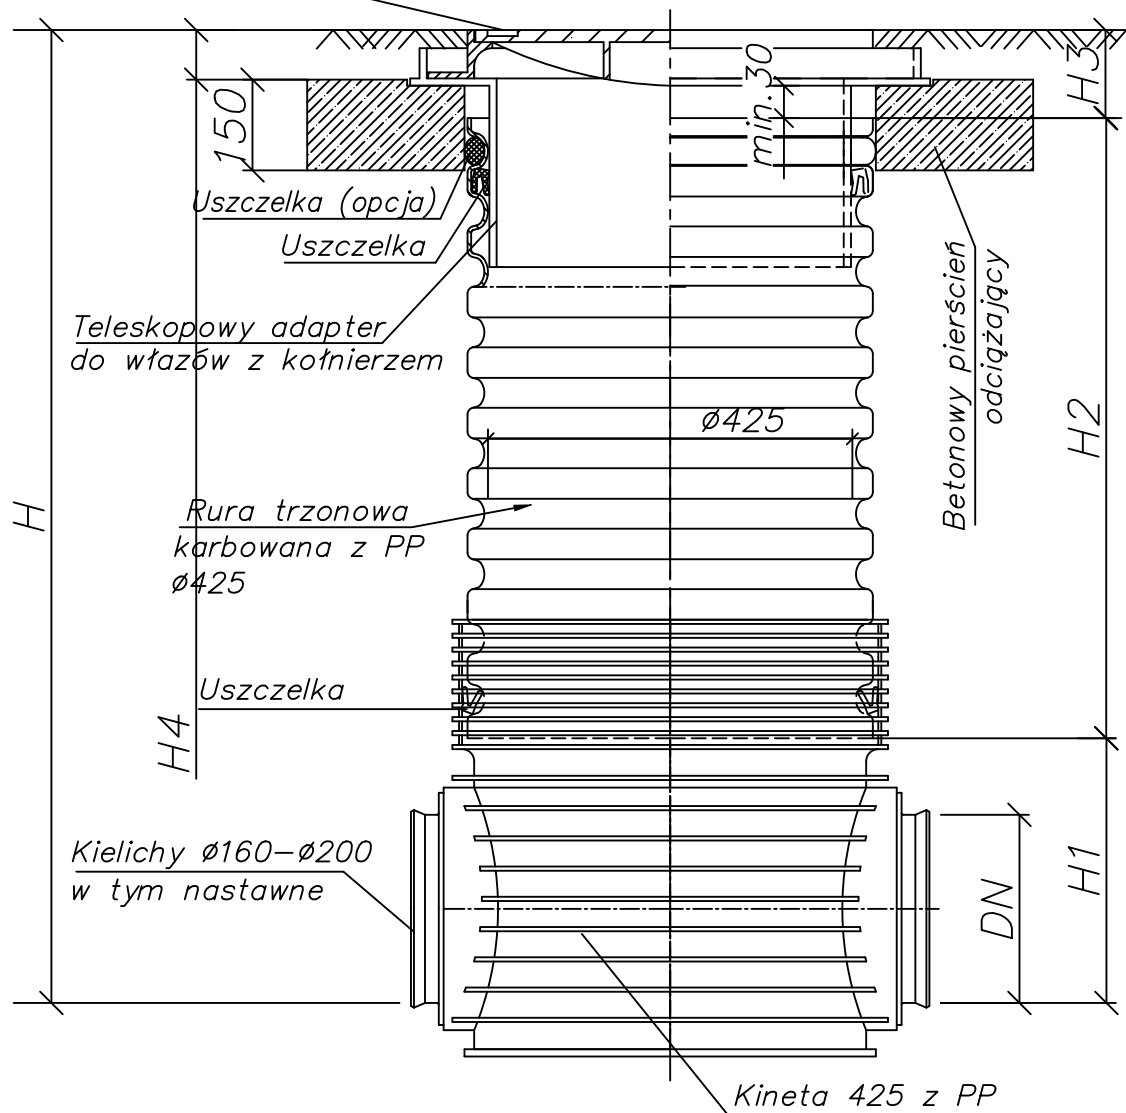 H3
min.30
150
Uszczelka (opcja)
Uszczelka
Teleskopowy adapter
do włazów z kołnierzem
Betonowy pierścień
odciążający
ø425
H2
H
Rura trzonowa
karbowana z PP
ø425
Uszczelka
H4
Kielichy ø160–ø200
w tym nastawne
DN
H1
Kineta 425 z PP